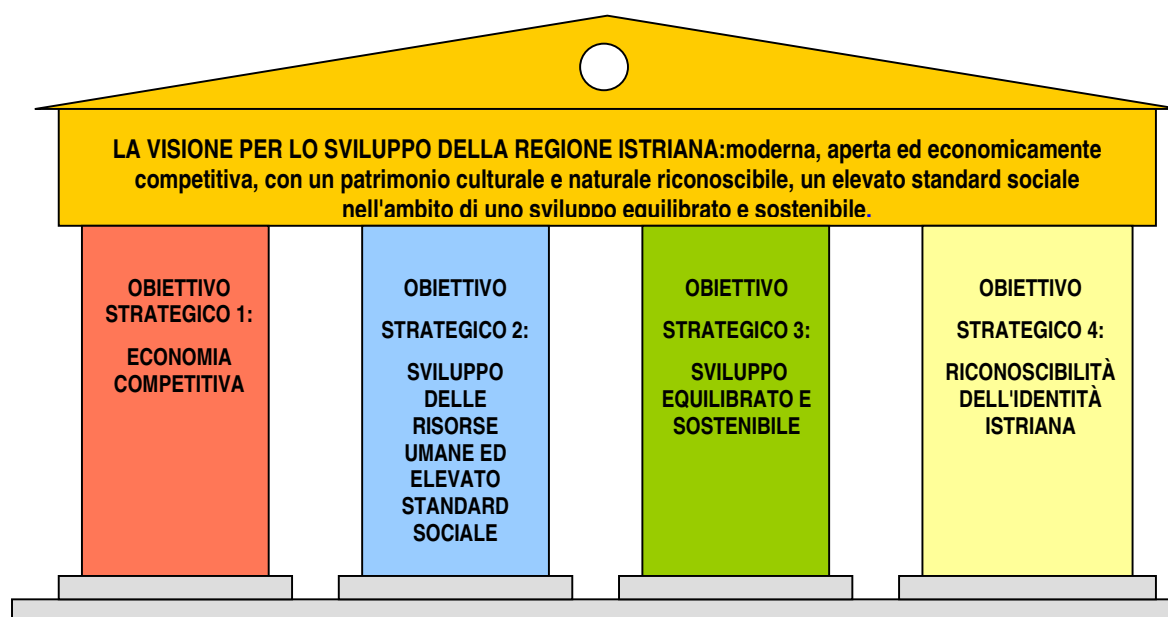 LA VISIONE PER LO SVILUPPO DELLA REGIONE ISTRIANA:moderna, aperta ed economicamente
competitiva, con un patrimonio culturale e naturale riconoscibile, un elevato standard sociale
nell'ambito di uno sviluppo equilibrato e sostenibile.
OBIETTIVO
STRATEGICO 1:
ECONOMIA
COMPETITIVA
OBIETTIVO
STRATEGICO 2:
SVILUPPO
DELLE
RISORSE
UMANE ED
ELEVATO
STANDARD
SOCIALE
OBIETTIVO
STRATEGICO 3:
SVILUPPO
EQUILIBRATO E
SOSTENIBILE
OBIETTIVO
STRATEGICO 4:
RICONOSCIBILITÀ
DELL'IDENTITÀ
ISTRIANA